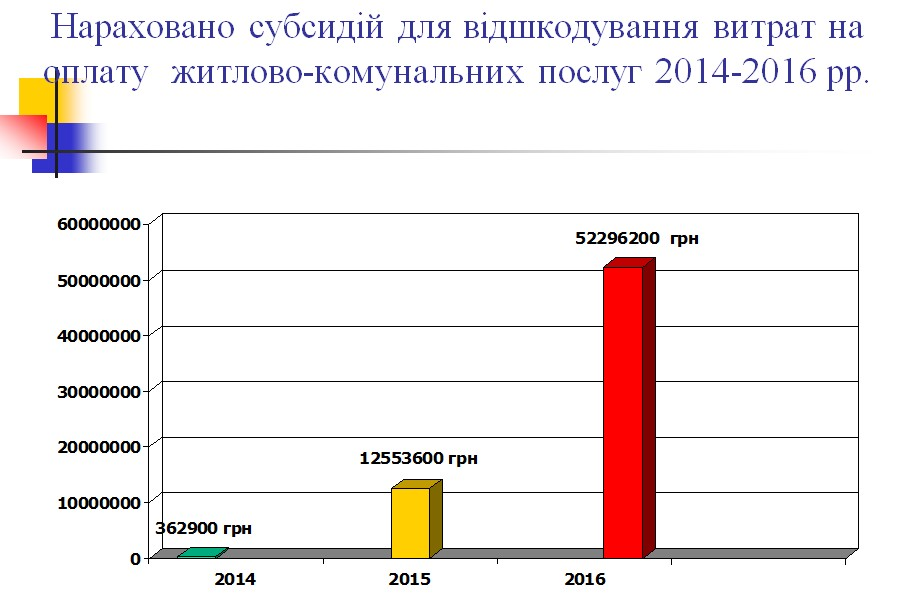 Нараховано субсидій для відшкодування витрат на
оплату житлово-комунальних послуг 2014-2016 рр.
60000000
50000000
40000000
30000000
20000000
10000000
0
52296200 грн
12553600 грн
362900 грн
2014
2015
2016